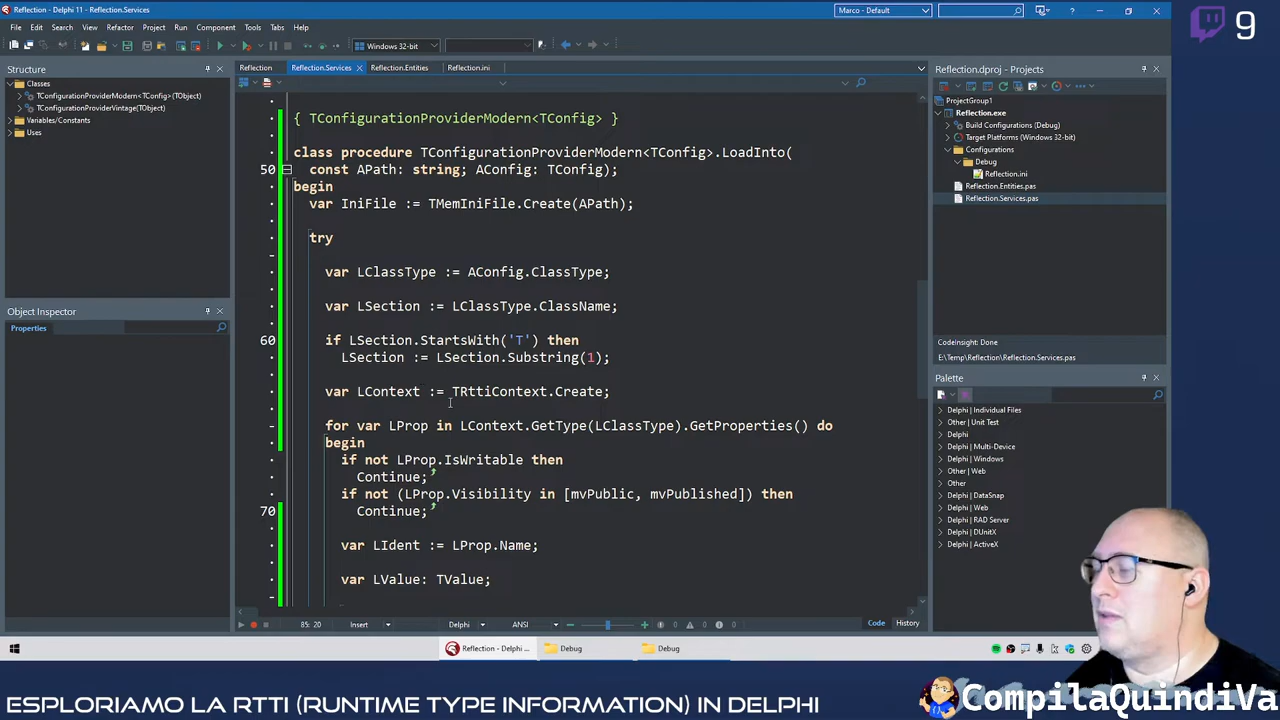 Reflection - Delphi 11 - Reflection.Services
Marco - Default
9
File Edit Search View Refactor Project Run Component Tools Tabs Help
Windows 32-bit
Structure
Reflection
Reflection.Services
Reflection.Entities
Reflection.ini
Reflection.dproj - Projects
Classes
TConfigurationProviderModern<TConfig>(TObject)
TConfigurationProviderVintage(TObject)
Variables/Constants
Uses
ProjectGroup1
Reflection.exe
Build Configurations (Debug)
Target Platforms (Windows 32-bit)
Configurations
Debug
Reflection.ini
Reflection.Entities.pas
Reflection.Services.pas
{ TConfigurationProviderModern<TConfig> }
class procedure TConfigurationProviderModern<TConfig>.LoadInto(
50 const APath: string; AConfig: TConfig);
begin
var IniFile := TMemIniFile.Create(APath);
try
var LClassType := AConfig.ClassType;
var LSection := LClassType.ClassName;
60 if LSection.StartsWith('T') then
LSection := LSection.Substring(1);
var LContext := TRttiContext.Create;
for var LProp in LContext.GetType(LClassType).GetProperties() do
begin
if not LProp.IsWritable then
Continue;
if not (LProp.Visibility in [mvPublic, mvPublished]) then
70 Continue;
var LIdent := LProp.Name;
var LValue: TValue;
Object Inspector
Properties
CodeInsight: Done
E:\Temp\Reflection\Reflection.Services.pas
Palette
Delphi | Individual Files
Other | Unit Test
Delphi
Delphi | Multi-Device
Delphi | Windows
Other | Web
Other
Delphi | DataSnap
Delphi | Web
Delphi | RAD Server
Delphi | DUnitX
Delphi | ActiveX
85: 20
Insert
Delphi
ANSI
0 0 0
Code
History
Reflection - Delphi ...
Debug
Debug
ESPLORIAMO LA RTTI (RUNTIME TYPE INFORMATION) IN DELPHI
CompilaQuindiVa